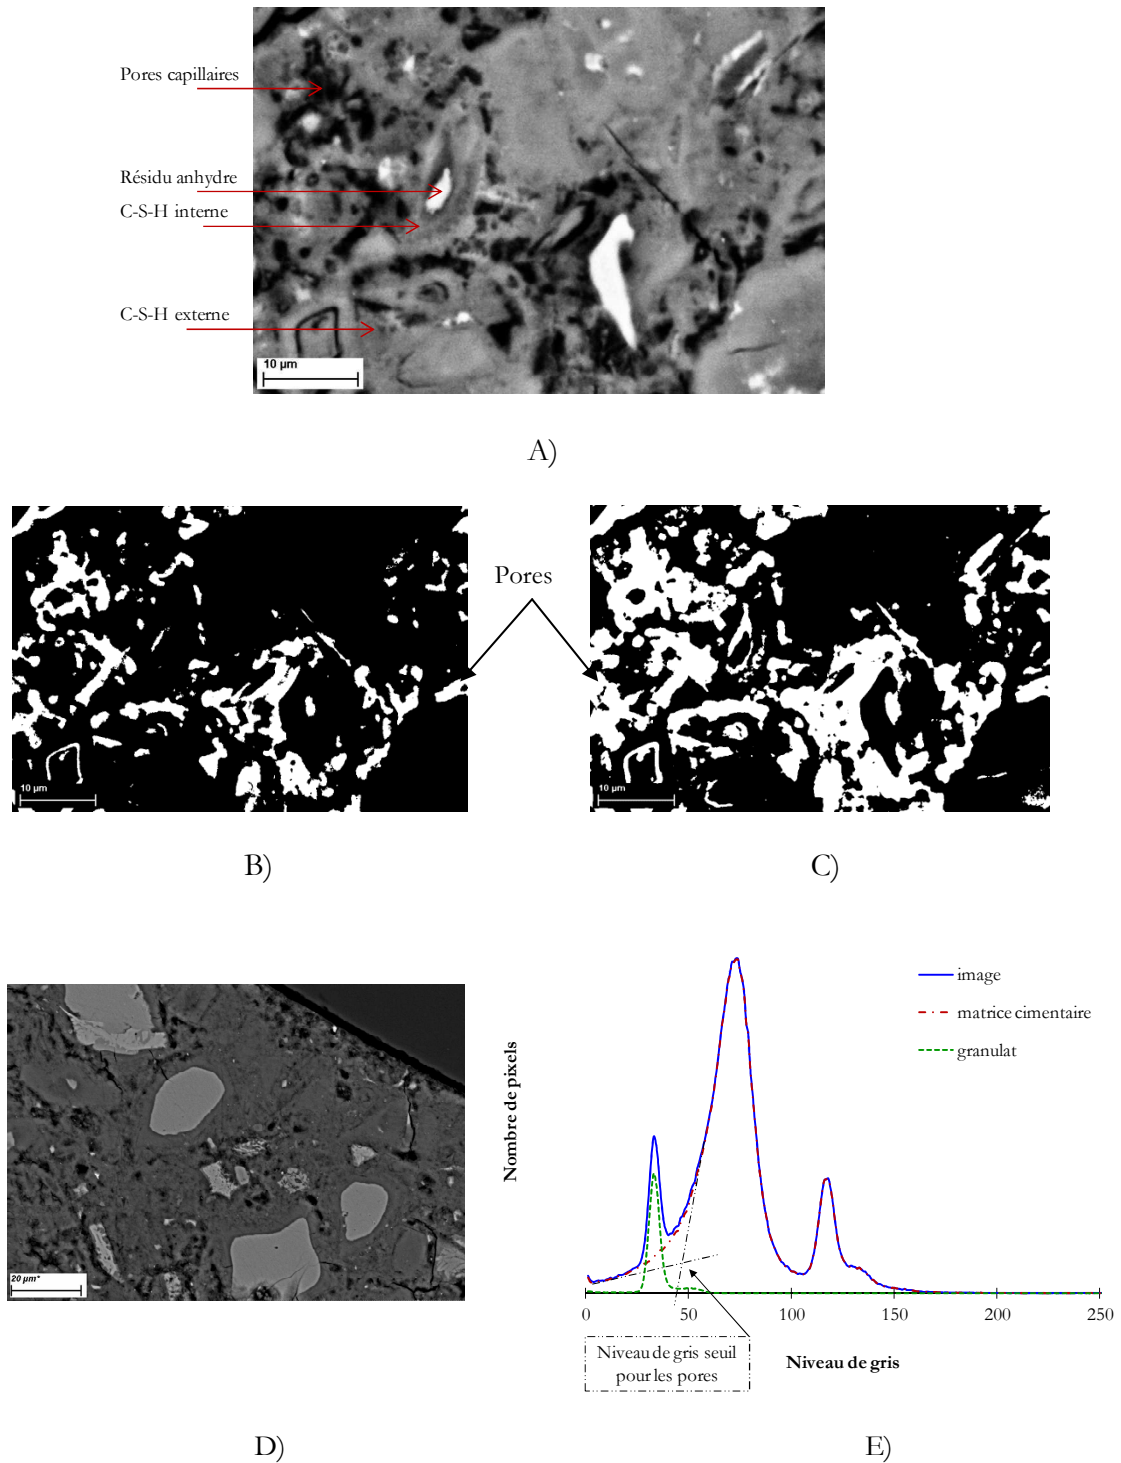 Pores capillaires
Résidu anhydre
C-S-H interne
C-S-H externe
10 µm
A)
Pores
10 µm
10 µm
B)
C)
image
matrice cimentaire
granulat
Nombre de pixels
20 µm*
0
50
100
150
200
250
Niveau de gris seuil
pour les pores
Niveau de gris
D)
E)